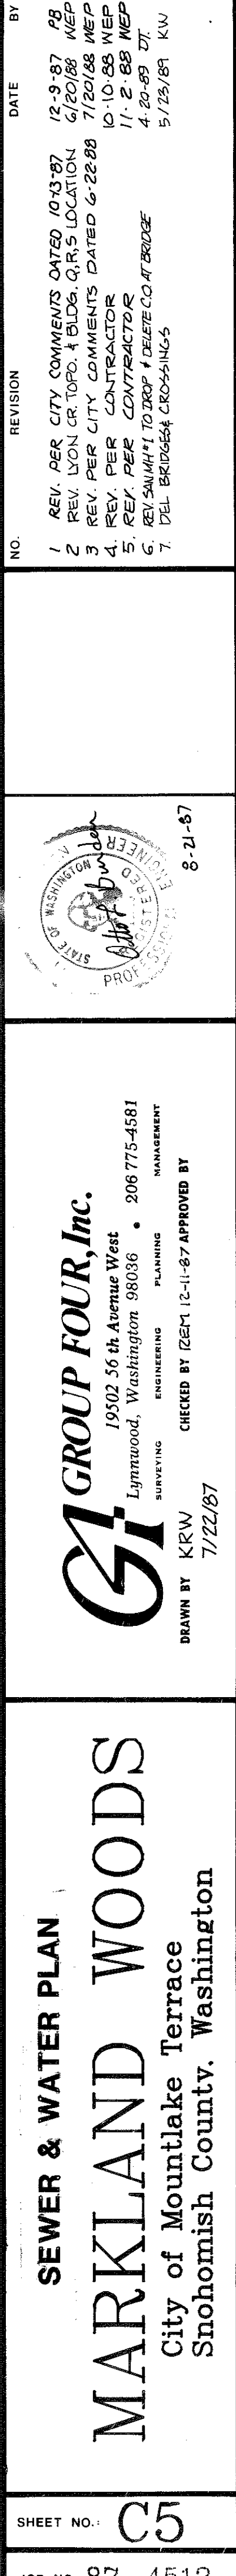 NO. REVISION DATE BY
1 REV. PER CITY COMMENTS DATED 10-13-87 12-9-87 PB
2 REV. LYON CR. TOPO. & BLDG. Q,R,S LOCATION 6/20/88 WEP
3 REV. PER CITY COMMENTS DATED 6-22-88 7/20/88 WEP
4. REV. PER CONTRACTOR 10-10-88 WEP
5. REV. PER CONTRACTOR 11-2-88 WEP
6. REV. SAN MH #1 TO DROP & DELETE C.O. AT BRIDGE 4-20-89 DT.
7. DEL BRIDGES & CROSSINGS 5/23/89 KW
STATE OF WASHINGTON
REGISTERED
PROFESSIONAL ENGINEER
8-21-87
G4 GROUP FOUR, Inc.
19502 56 th Avenue West
Lynnwood, Washington 98036 • 206 775-4581
SURVEYING ENGINEERING PLANNING MANAGEMENT
DRAWN BY KRW CHECKED BY REM 12-11-87 APPROVED BY
7/22/87
SEWER & WATER PLAN
MARKLAND WOODS
City of Mountlake Terrace
Snohomish County. Washington
SHEET NO.: C5